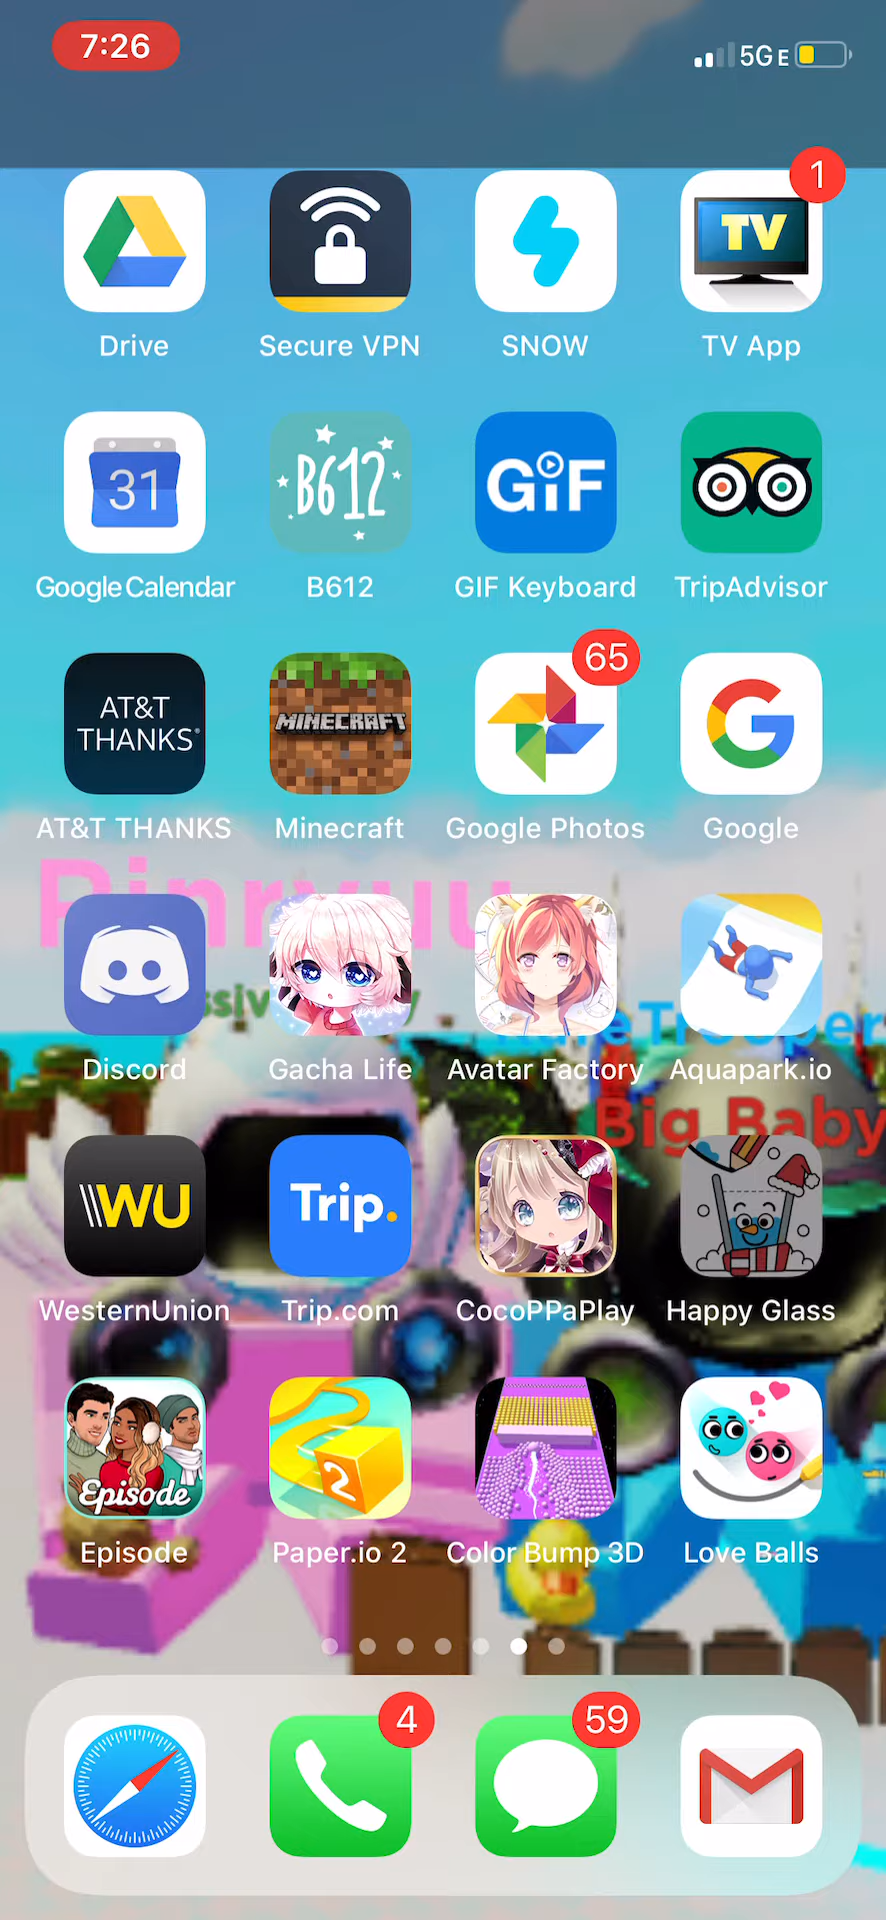 7:26
5GE
1
TV
Drive
Secure VPN
SNOW
TV App
31
B612
GIF
Google Calendar
B612
GIF Keyboard
TripAdvisor
65
AT&T
THANKS
MINECRAFT
G
AT&T THANKS
Minecraft
Google Photos
Google
Discord
Gacha Life
Avatar Factory
Aquapark.io
Big Baby
WU
Trip.
WesternUnion
Trip.com
CocoPPaPlay
Happy Glass
Episode
2
Episode
Paper.io 2
Color Bump 3D
Love Balls
4
59